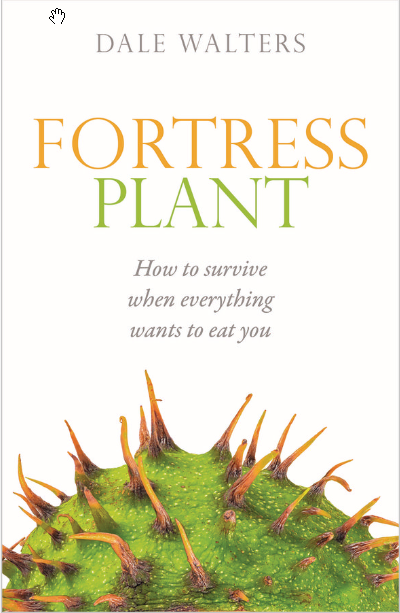 DALE WALTERS
FORTRESS
PLANT
How to survive
when everything
wants to eat you